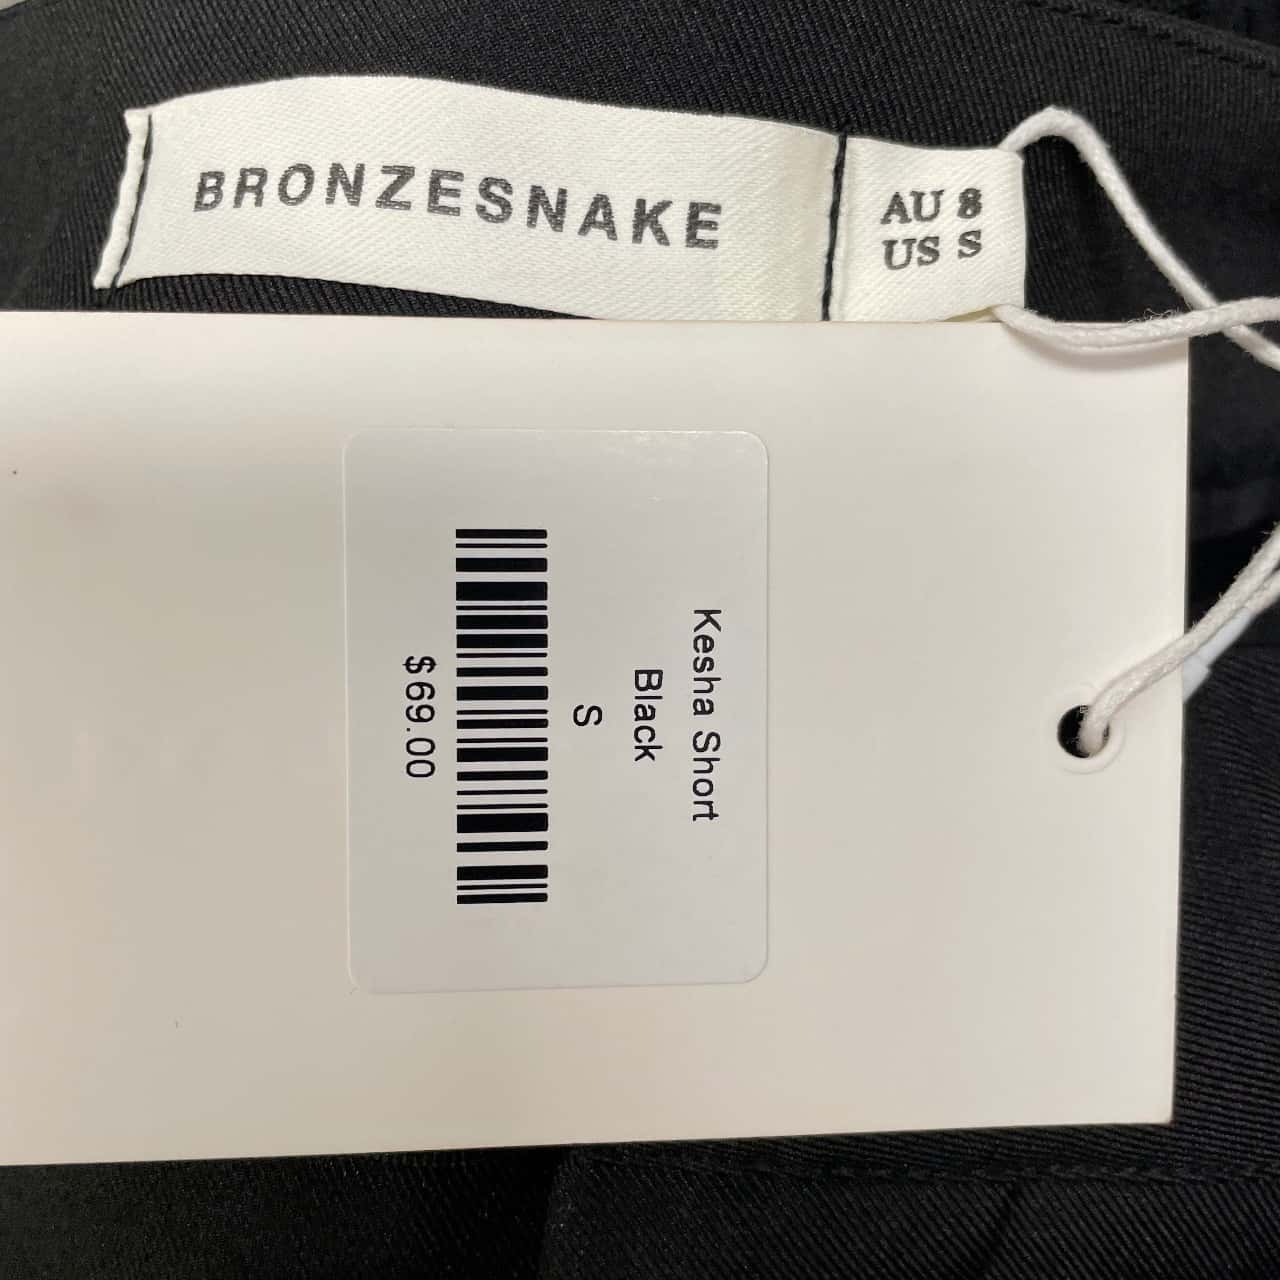 BRONZESNAKE
AU 8
US S
Kesha Short
Black
S
$69.00